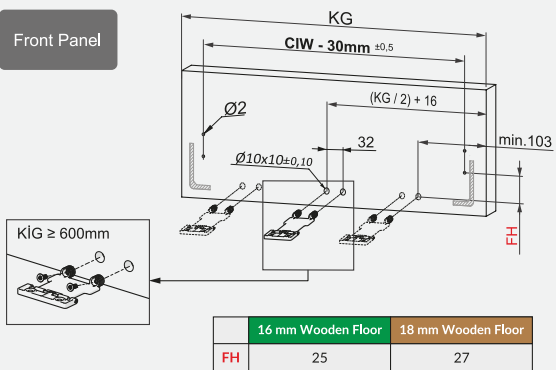 Front Panel
KG
CIW - 30mm ±0,5
(KG / 2) + 16
Ø2
32
min.103
Ø10x10±0,10
FH
KİG ≥ 600mm
16 mm Wooden Floor 18 mm Wooden Floor
FH 25 27